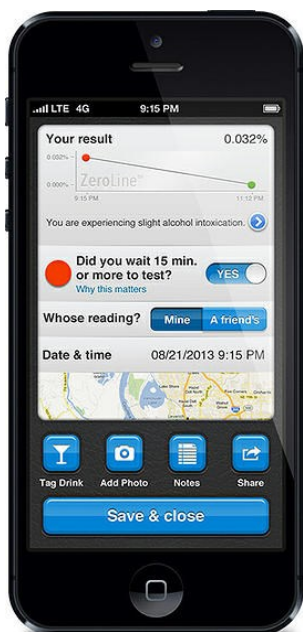 LTE 4G 9:15 PM
Your result 0.032%
0.032%
0.000%
ZeroLine™
9:15 PM 11:12 PM
You are experiencing slight alcohol intoxication.
Did you wait 15 min.
or more to test?
YES
Why this matters
Whose reading? Mine A friend's
Date & time 08/21/2013 9:15 PM
Tag Drink Add Photo Notes Share
Save & close